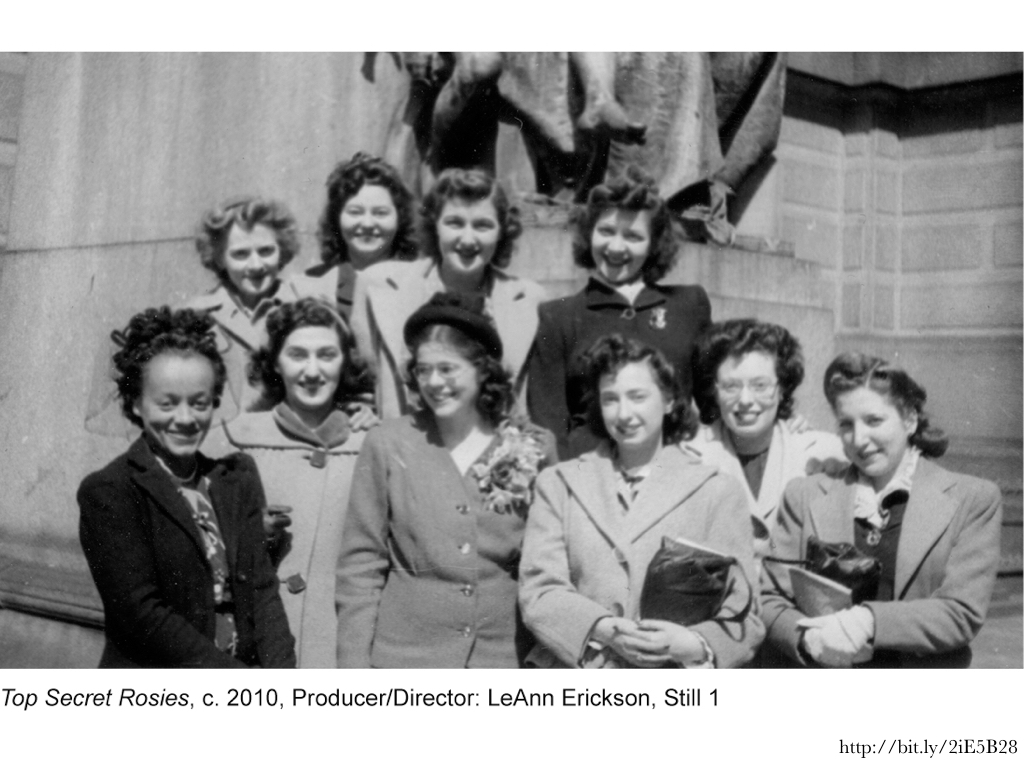 Top Secret Rosies, c. 2010, Producer/Director: LeAnn Erickson, Still 1
http://bit.ly/2iE5B28